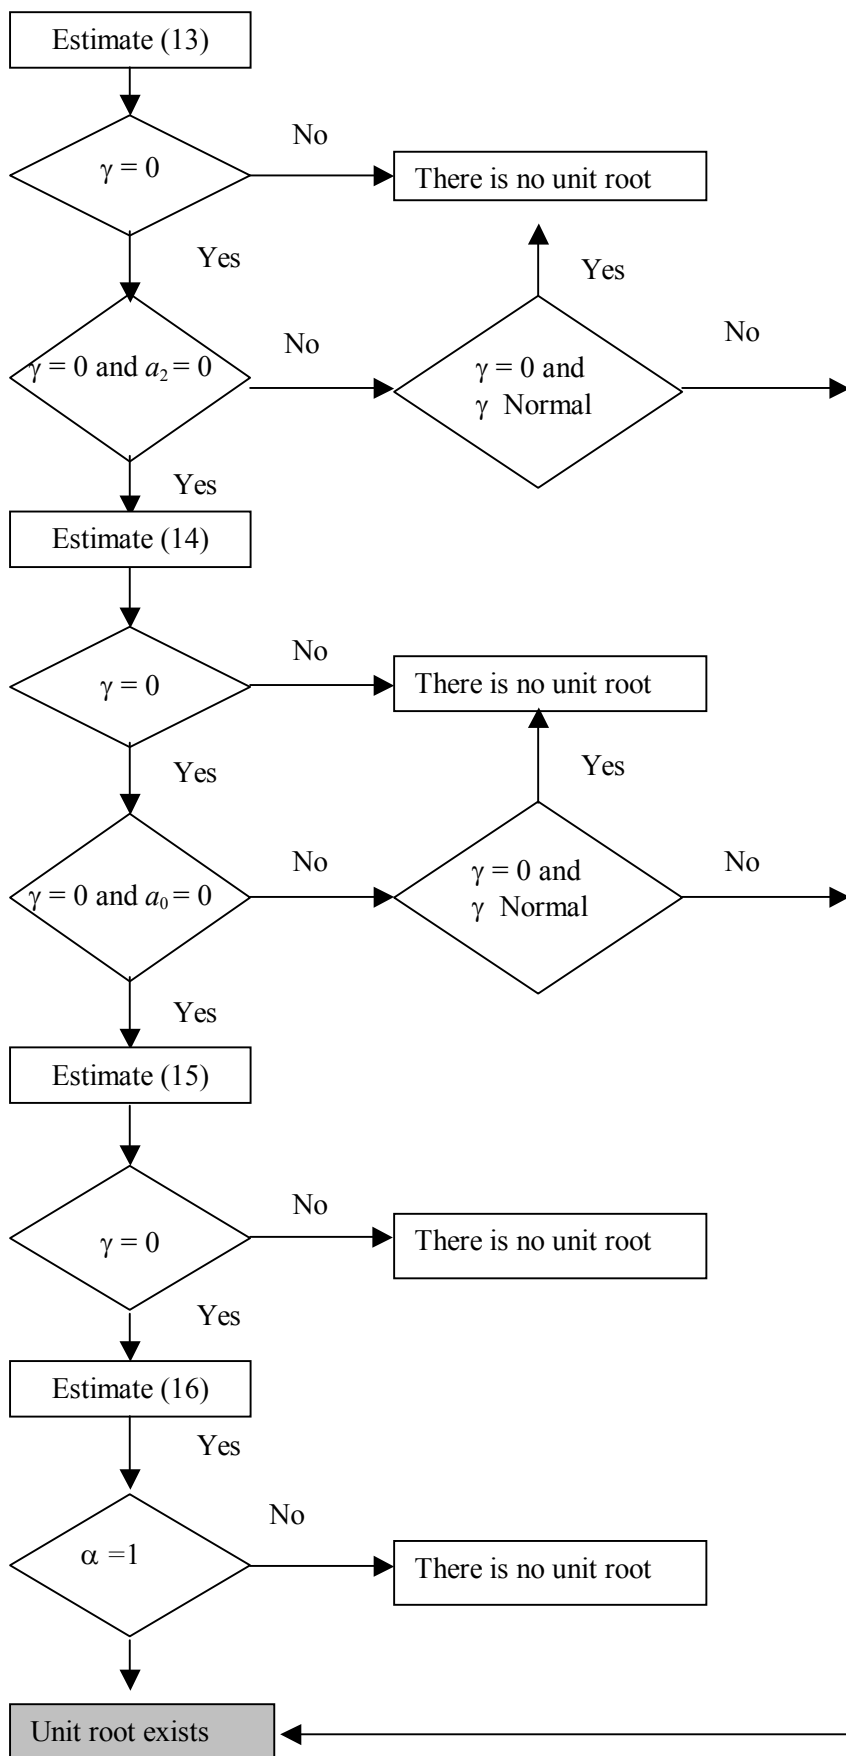 Estimate (13)
No
γ = 0
There is no unit root
Yes
Yes
No
No
γ = 0 and a₂ = 0
γ = 0 and
γ Normal
Yes
Estimate (14)
No
γ = 0
There is no unit root
Yes
Yes
No
No
γ = 0 and a₀ = 0
γ = 0 and
γ Normal
Yes
Estimate (15)
No
γ = 0
There is no unit root
Yes
Estimate (16)
Yes
No
α =1
There is no unit root
Unit root exists